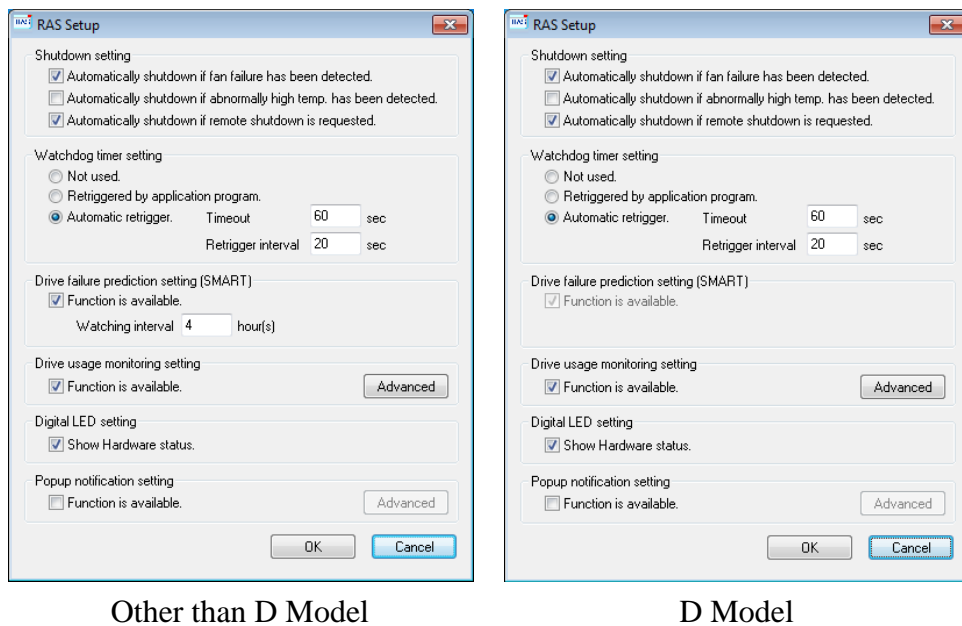 RAS Setup
Shutdown setting
Automatically shutdown if fan failure has been detected.
Automatically shutdown if abnormally high temp. has been detected.
Automatically shutdown if remote shutdown is requested.
Watchdog timer setting
Not used.
Retriggered by application program.
Automatic retrigger. Timeout 60 sec
Retrigger interval 20 sec
Drive failure prediction setting (SMART)
Function is available.
Watching interval 4 hour(s)
Drive usage monitoring setting
Function is available. Advanced
Digital LED setting
Show Hardware status.
Popup notification setting
Function is available. Advanced
OK Cancel
Other than D Model
RAS Setup
Shutdown setting
Automatically shutdown if fan failure has been detected.
Automatically shutdown if abnormally high temp. has been detected.
Automatically shutdown if remote shutdown is requested.
Watchdog timer setting
Not used.
Retriggered by application program.
Automatic retrigger. Timeout 60 sec
Retrigger interval 20 sec
Drive failure prediction setting (SMART)
Function is available.
Drive usage monitoring setting
Function is available. Advanced
Digital LED setting
Show Hardware status.
Popup notification setting
Function is available. Advanced
OK Cancel
D Model